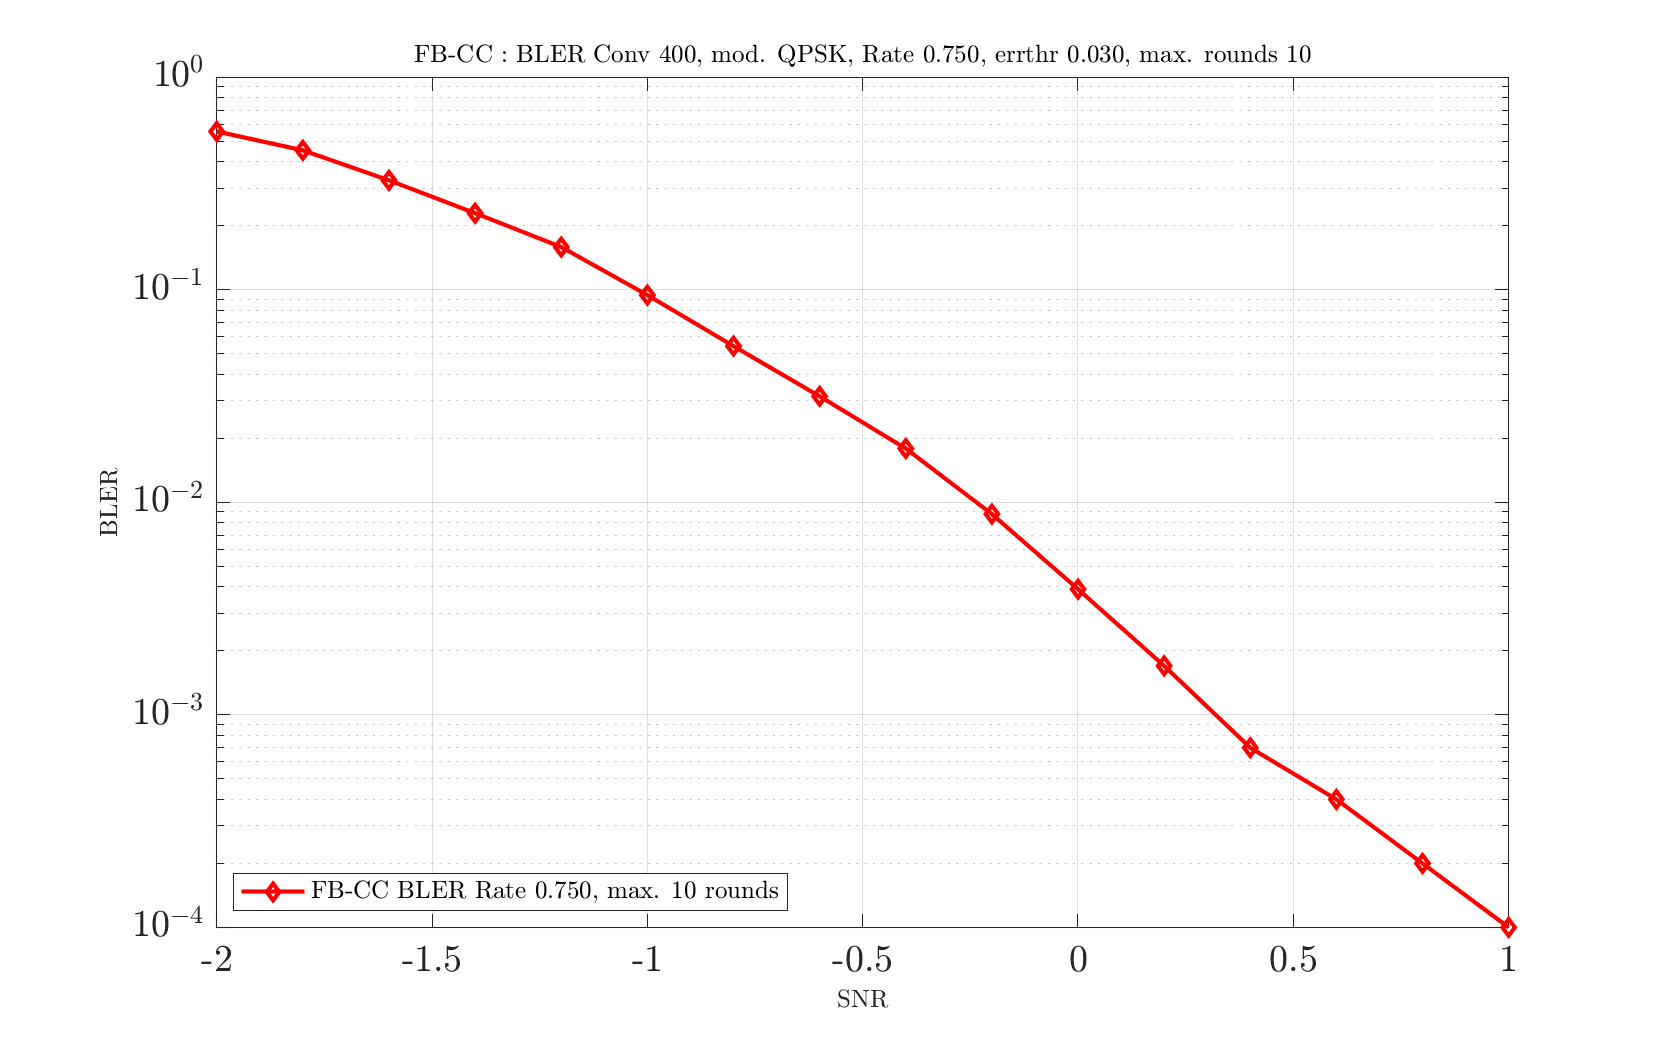 FB-CC : BLER Conv 400, mod. QPSK, Rate 0.750, errthr 0.030, max. rounds 10
10^0
10^-1
10^-2
10^-3
10^-4
BLER
FB-CC BLER Rate 0.750, max. 10 rounds
-2 -1.5 -1 -0.5 0 0.5 1
SNR